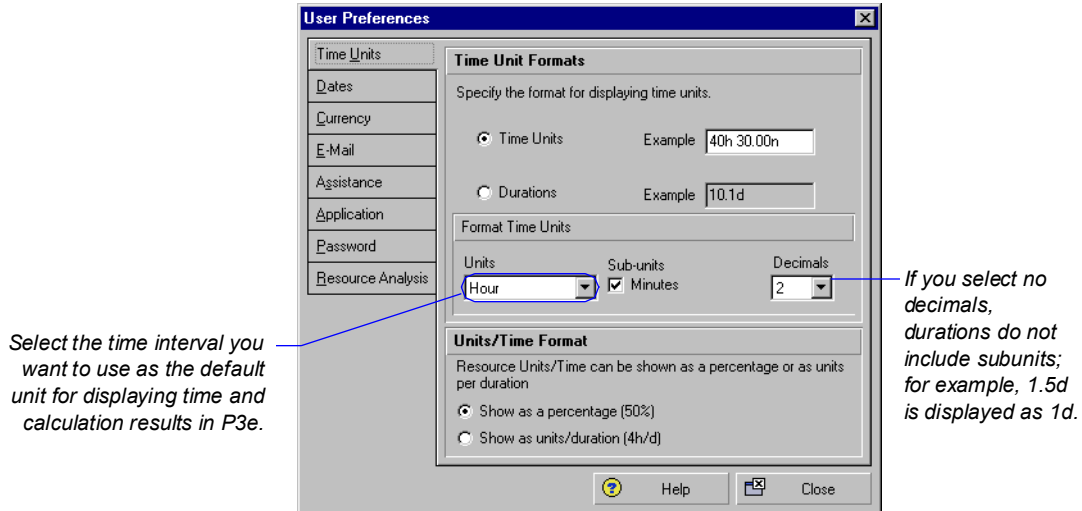 User Preferences
Time Units
Dates
Currency
E-Mail
Assistance
Application
Password
Resource Analysis
Time Unit Formats
Specify the format for displaying time units.
Time Units
Example
40h 30.00n
Durations
Example
10.1d
Format Time Units
Units
Sub-units
Decimals
Hour
Minutes
2
Units/Time Format
Resource Units/Time can be shown as a percentage or as units
per duration
Show as a percentage (50%)
Show as units/duration (4h/d)
Help
Close
Select the time interval you
want to use as the default
unit for displaying time and
calculation results in P3e.
If you select no
decimals,
durations do not
include subunits;
for example, 1.5d
is displayed as 1d.